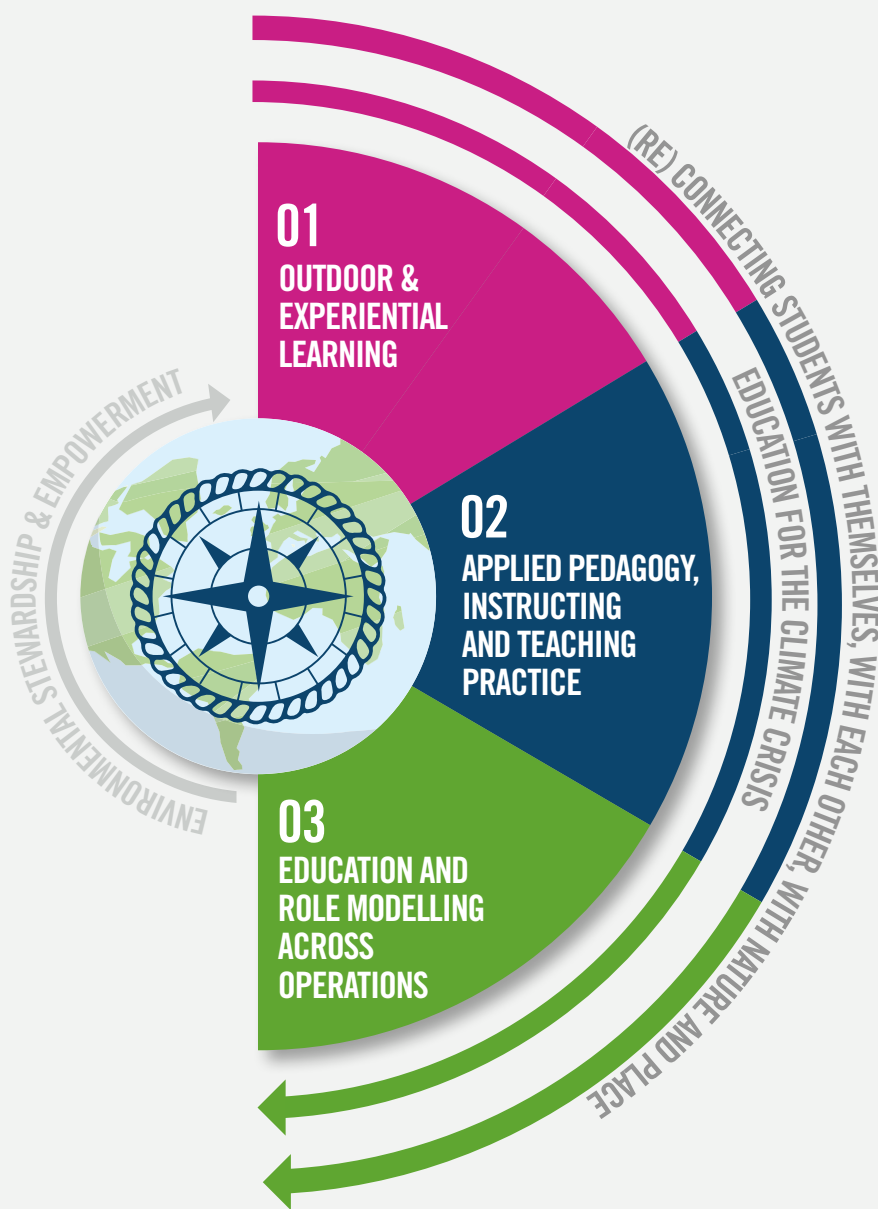 01
OUTDOOR &
EXPERIENTIAL
LEARNING
02
APPLIED PEDAGOGY,
INSTRUCTING
AND TEACHING
PRACTICE
03
EDUCATION AND
ROLE MODELLING
ACROSS
OPERATIONS
ENVIRONMENTAL STEWARDSHIP & EMPOWERMENT
EDUCATION FOR THE CLIMATE CRISIS
(RE) CONNECTING STUDENTS WITH THEMSELVES, WITH EACH OTHER, WITH NATURE AND PLACE